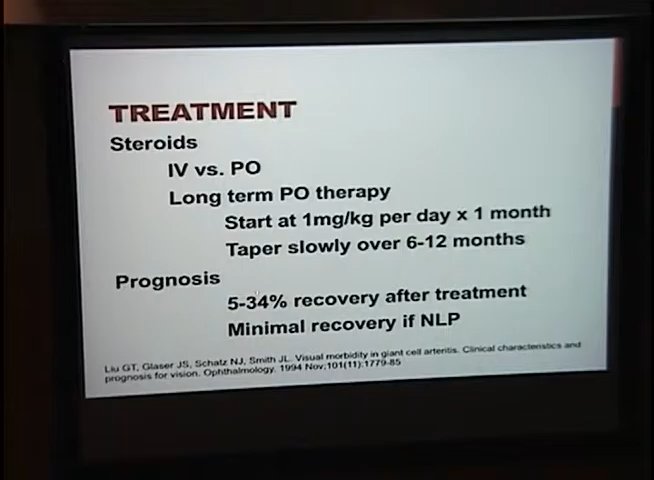 TREATMENT
Steroids
IV vs. PO
Long term PO therapy
Start at 1mg/kg per day x 1 month
Taper slowly over 6-12 months
Prognosis
5-34% recovery after treatment
Minimal recovery if NLP
Liu GT, Glaser JS, Schatz NJ, Smith JL. Visual morbidity in giant cell arteritis. Clinical characteristics and
prognosis for vision. Ophthalmology. 1994 Nov;101(11):1779-85